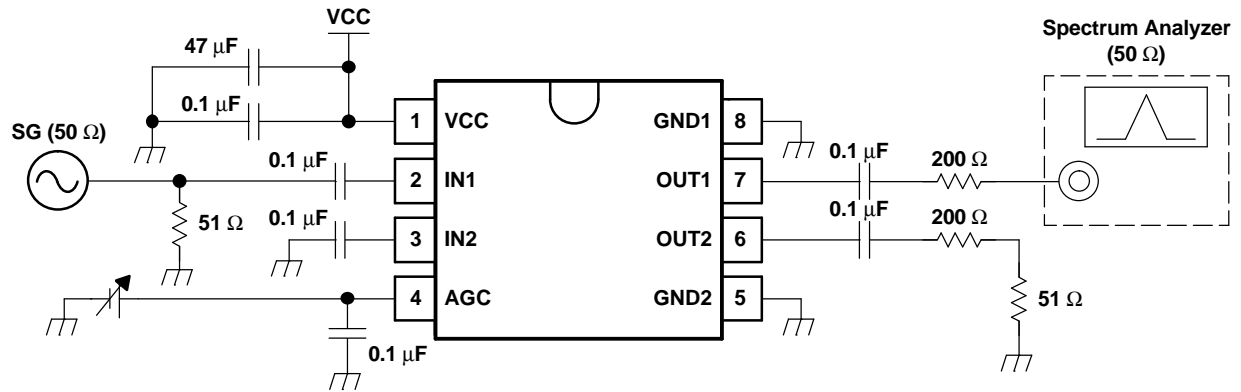 VCC
47 μF
0.1 μF
SG (50 Ω)
Spectrum Analyzer
(50 Ω)
1 VCC GND1 8
0.1 μF
2 IN1 OUT1 7
0.1 μF 200 Ω
51 Ω
0.1 μF
3 IN2 OUT2 6
0.1 μF 200 Ω
4 AGC GND2 5
51 Ω
0.1 μF